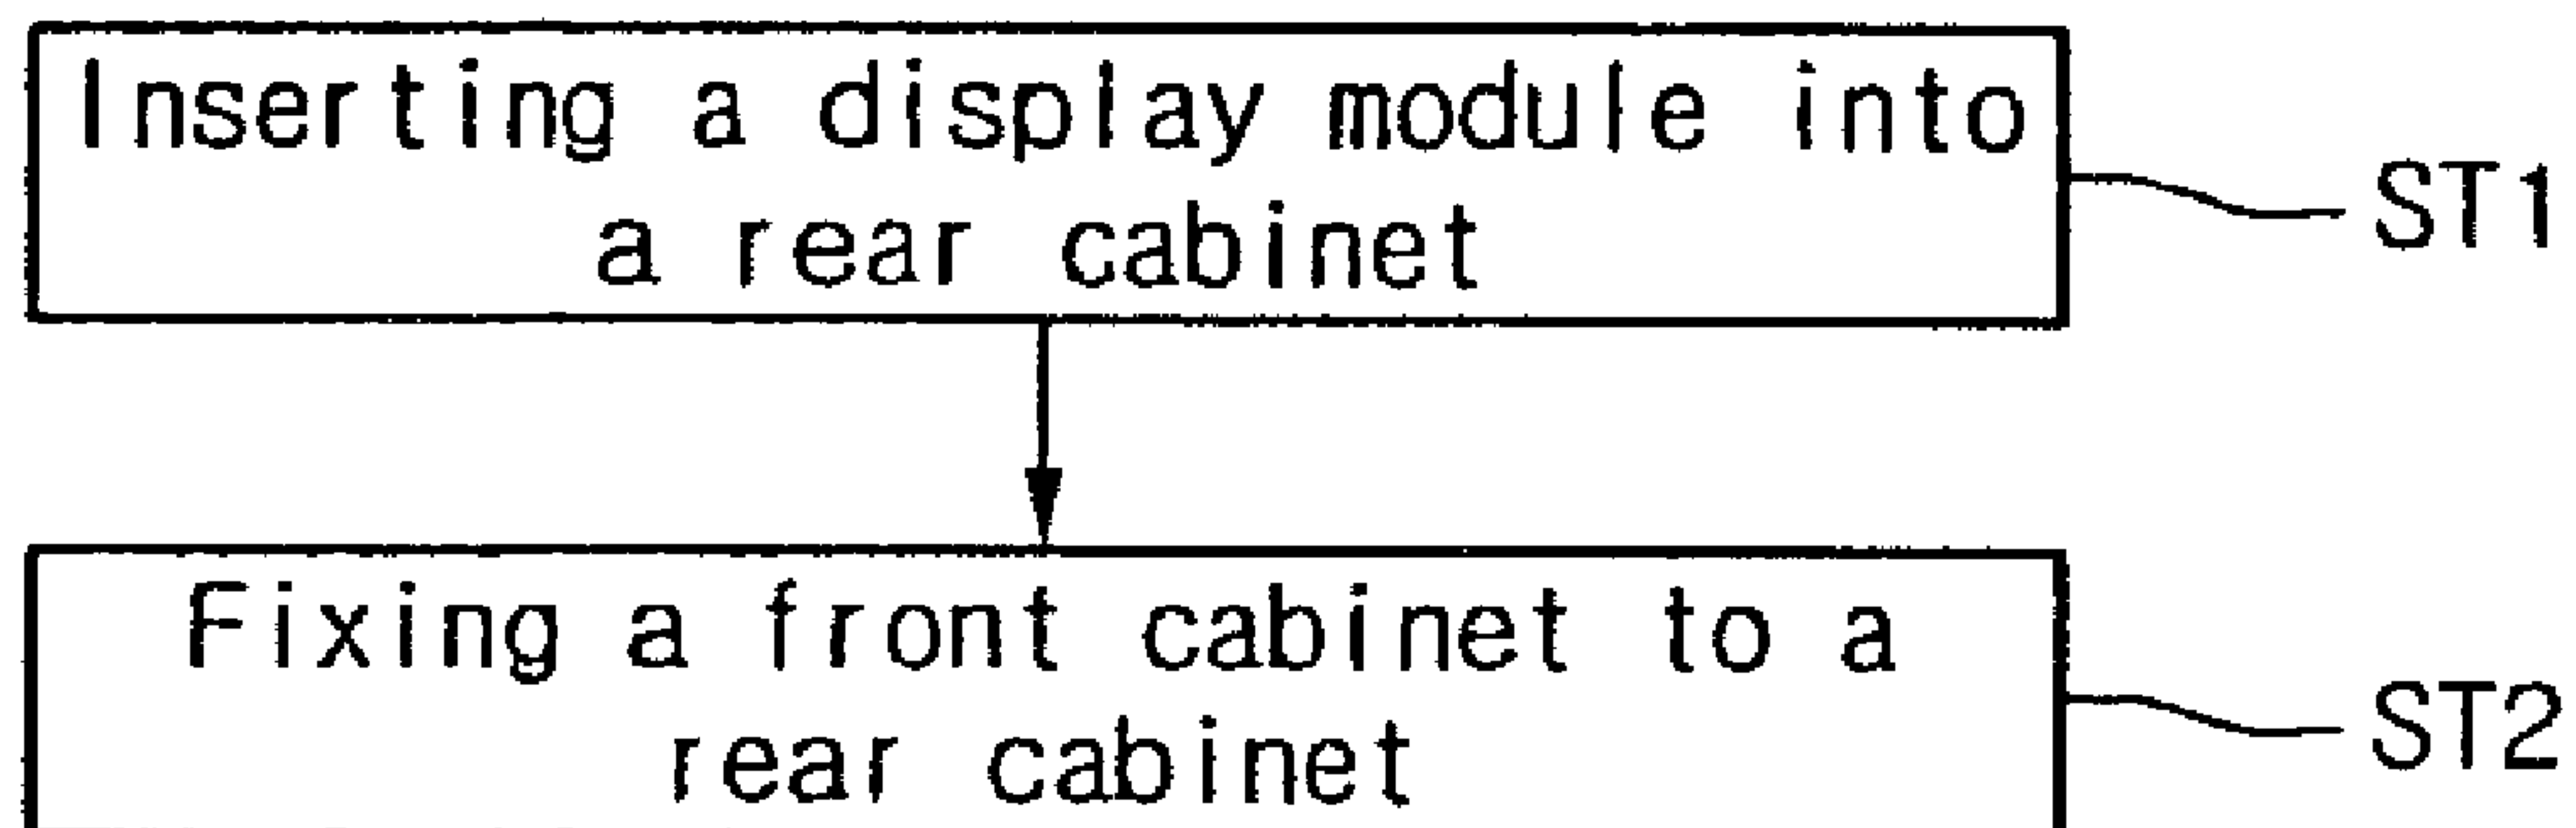 Inserting a display module into
a rear cabinet
ST1
Fixing a front cabinet to a
rear cabinet
ST2